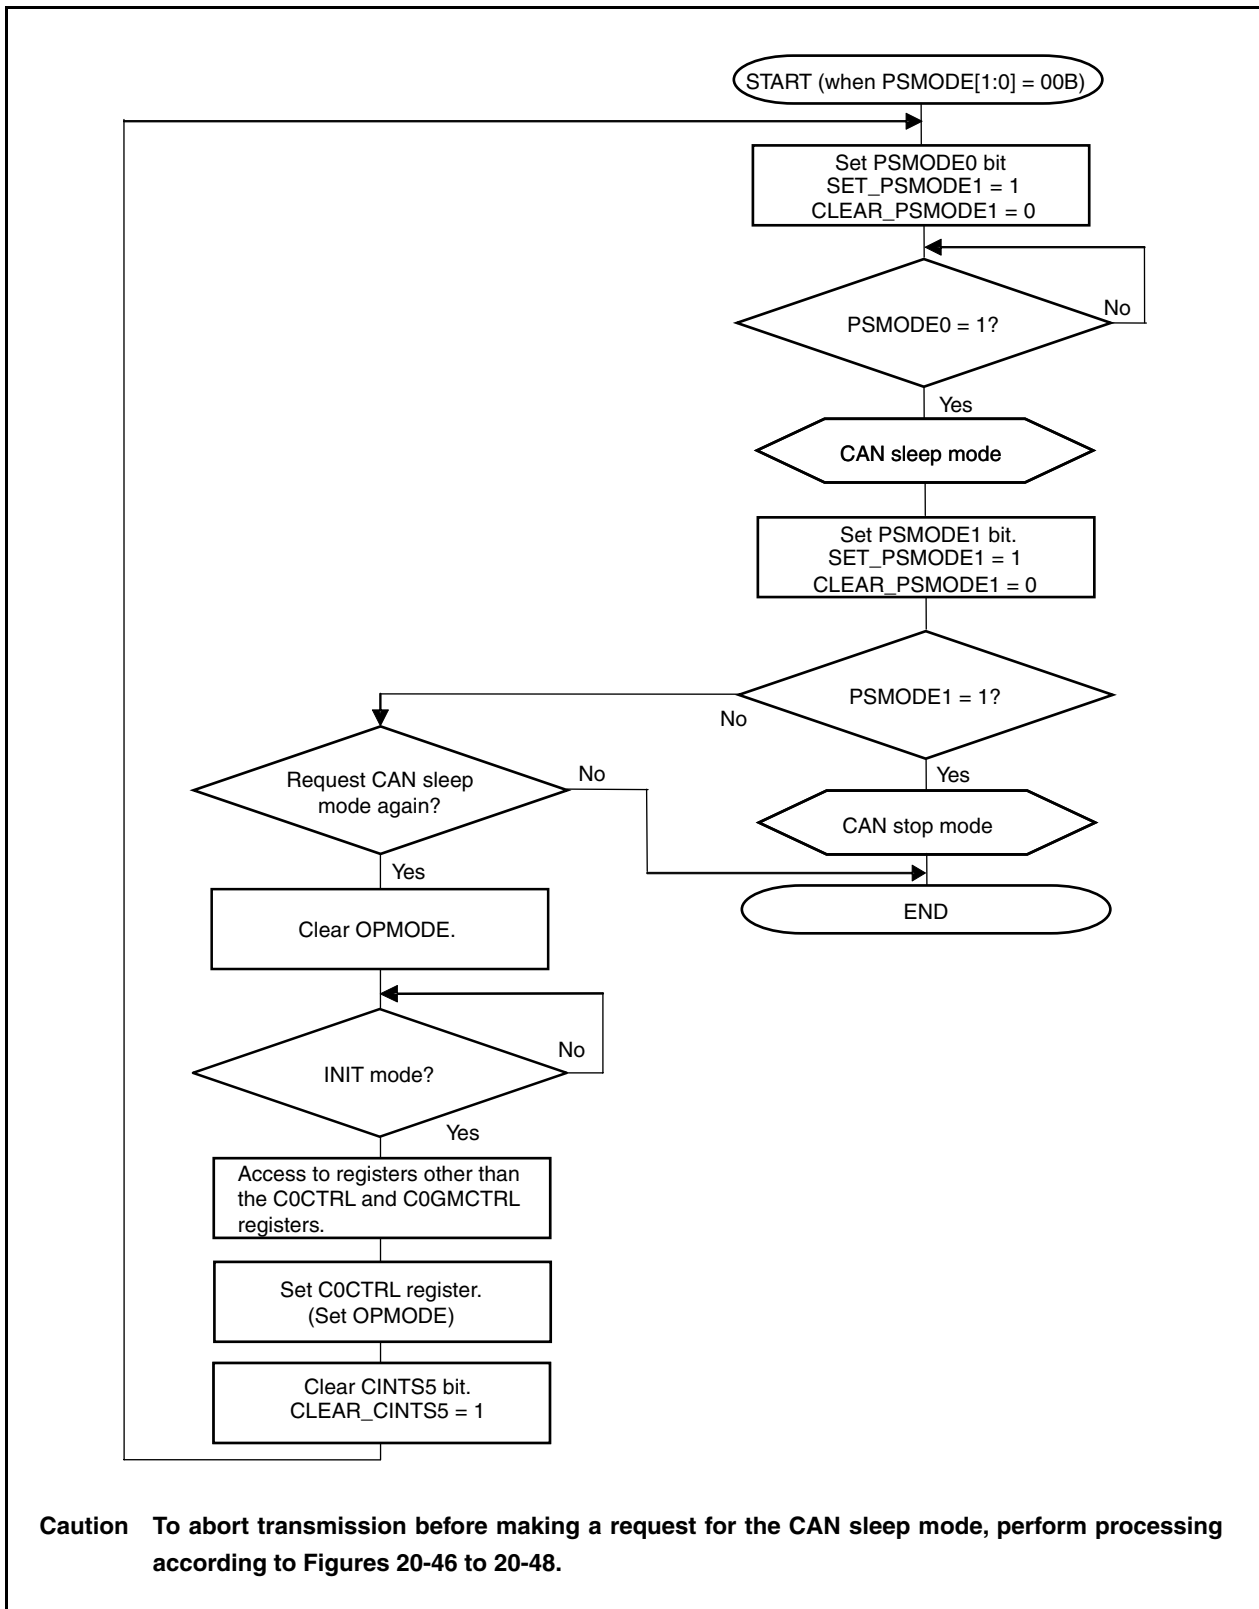 START (when PSMODE[1:0] = 00B)
Set PSMODE0 bit
SET_PSMODE1 = 1
CLEAR_PSMODE1 = 0
PSMODE0 = 1?
No
Yes
CAN sleep mode
Set PSMODE1 bit.
SET_PSMODE1 = 1
CLEAR_PSMODE1 = 0
PSMODE1 = 1?
No
Yes
CAN stop mode
END
Request CAN sleep
mode again?
No
Yes
Clear OPMODE.
INIT mode?
No
Yes
Access to registers other than
the C0CTRL and C0GMCTRL
registers.
Set C0CTRL register.
(Set OPMODE)
Clear CINTS5 bit.
CLEAR_CINTS5 = 1
Caution To abort transmission before making a request for the CAN sleep mode, perform processing
according to Figures 20-46 to 20-48.